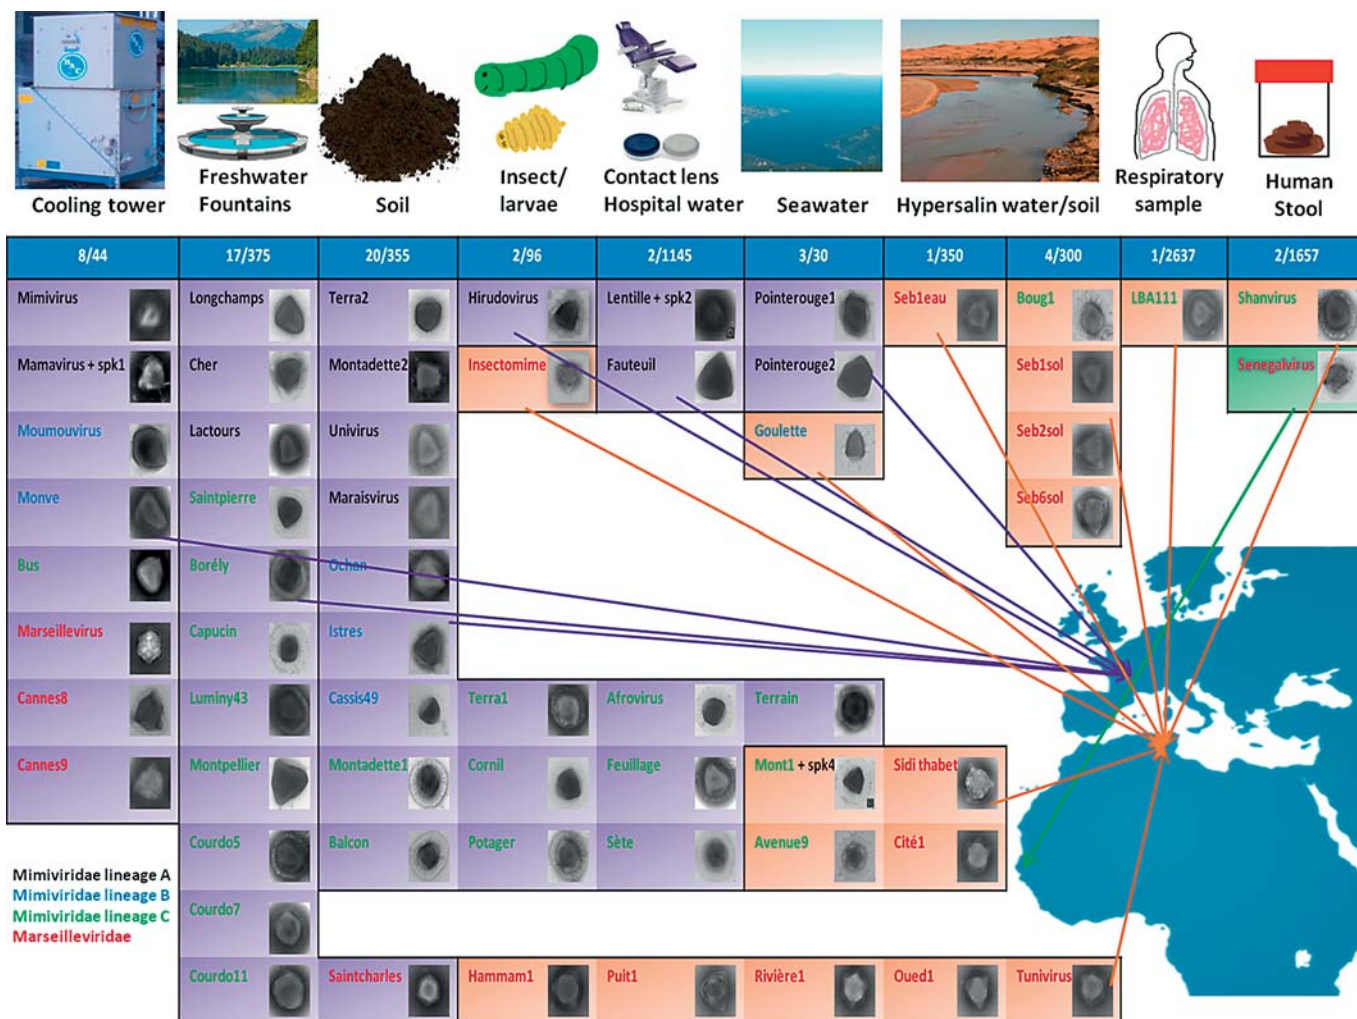 Cooling tower
Freshwater
Fountains
Soil
Insect/
larvae
Contact lens
Hospital water
Seawater
Hypersalin water/soil
Respiratory
sample
Human
Stool
8/44 17/375 20/355 2/96 2/1145 3/30 1/350 4/300 1/2637 2/1657
Mimivirus Longchamps Terra2 Hirudovirus Lentille + spk2 Pointerouge1 Seb1eau Boug1 LBA111 Shanvirus
Mamavirus + spk1 Cher Montadette2 Insectomime Fauteuil Pointerouge2 Seb1sol Senegalvirus
Moumouvirus Lactours Univirus Goulette Seb2sol
Monve Saintpierre Maraisvirus Seb6sol
Bus Borély Ochan
Marseillevirus Capucin Istres
Cannes8 Luminy43 Cassis49 Terra1 Afrovirus Terrain
Cannes9 Montpellier Montadette1 Cornil Feuillage Mont1 + spk4 Sidi thabet
Courdo5 Balcon Potager Sète Avenue9 Cité1
Courdo7
Courdo11 Saintcharles Hammam1 Puit1 Rivière1 Oued1 Tunivirus
Mimiviridae lineage A
Mimiviridae lineage B
Mimiviridae lineage C
Marseilleviridae